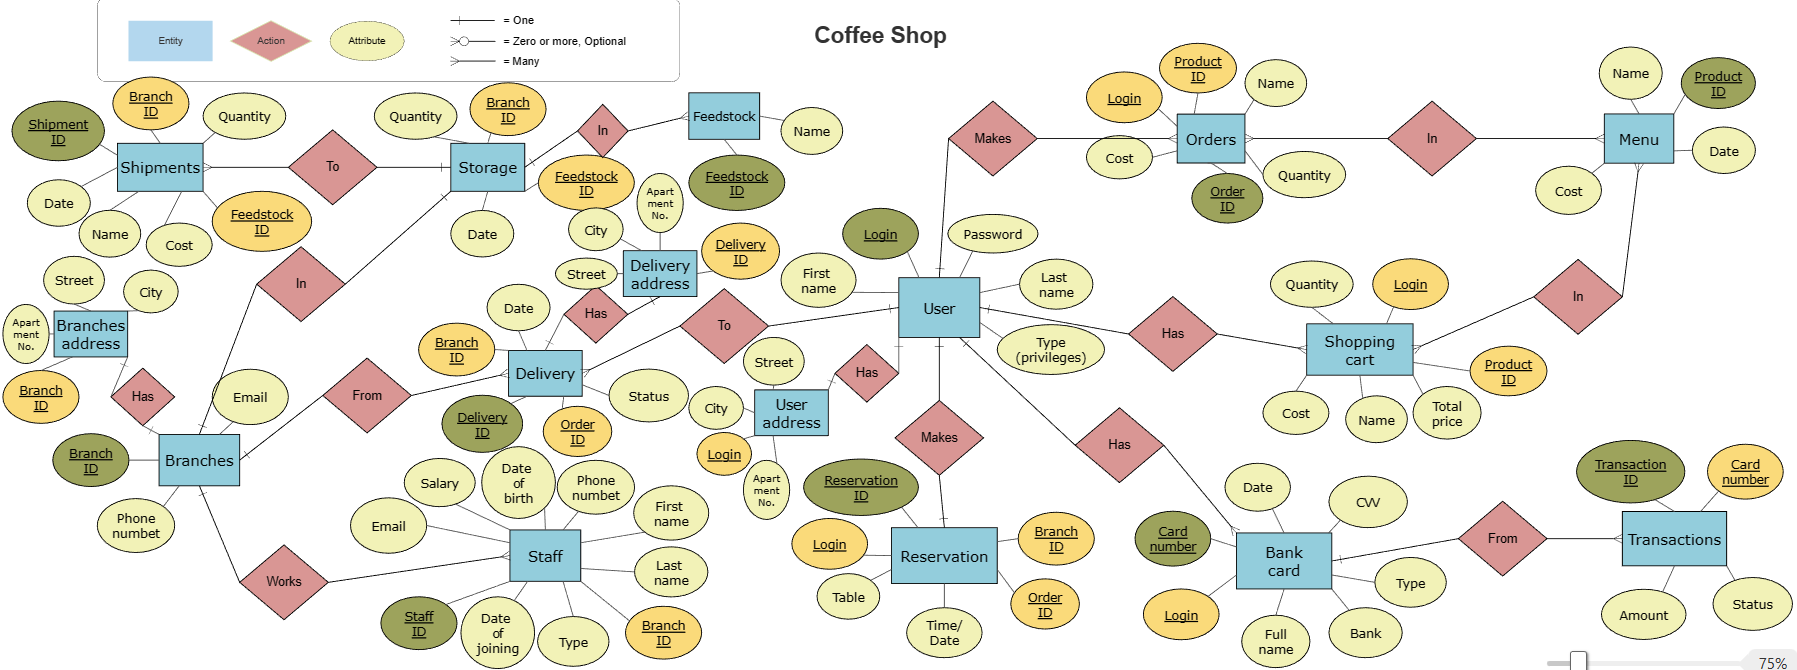 Coffee Shop
Entity
Action
Attribute
= One
= Zero or more, Optional
= Many
Shipment
ID
Branch
ID
Quantity
Shipments
Date
Name
Cost
Feedstock
ID
To
Quantity
Branch
ID
Storage
Date
Feedstock
ID
In
Feedstock
Name
Feedstock
ID
In
Street
City
Apart
ment
No.
Branches
address
Branch
ID
Has
Email
Branch
ID
Branches
Phone
numbet
From
Works
City
Apart
ment
No.
Street
Delivery
address
Delivery
ID
Has
Date
Branch
ID
Delivery
Status
Delivery
ID
Order
ID
To
Salary
Date
of
birth
Phone
numbet
Email
First
name
Staff
Last
name
Staff
ID
Date
of
joining
Type
Branch
ID
Street
City
User
address
Login
Apart
ment
No.
Has
Login
Password
First
name
Last
name
User
Type
(privileges)
Makes
Login
Product
ID
Name
Cost
Orders
Quantity
Order
ID
In
Name
Product
ID
Menu
Date
Cost
In
Has
Quantity
Login
Shopping
cart
Product
ID
Cost
Name
Total
price
Makes
Reservation
ID
Login
Branch
ID
Reservation
Table
Time/
Date
Order
ID
Has
Date
CVV
Card
number
Bank
card
Type
Login
Full
name
Bank
From
Transaction
ID
Card
number
Transactions
Amount
Status
75%